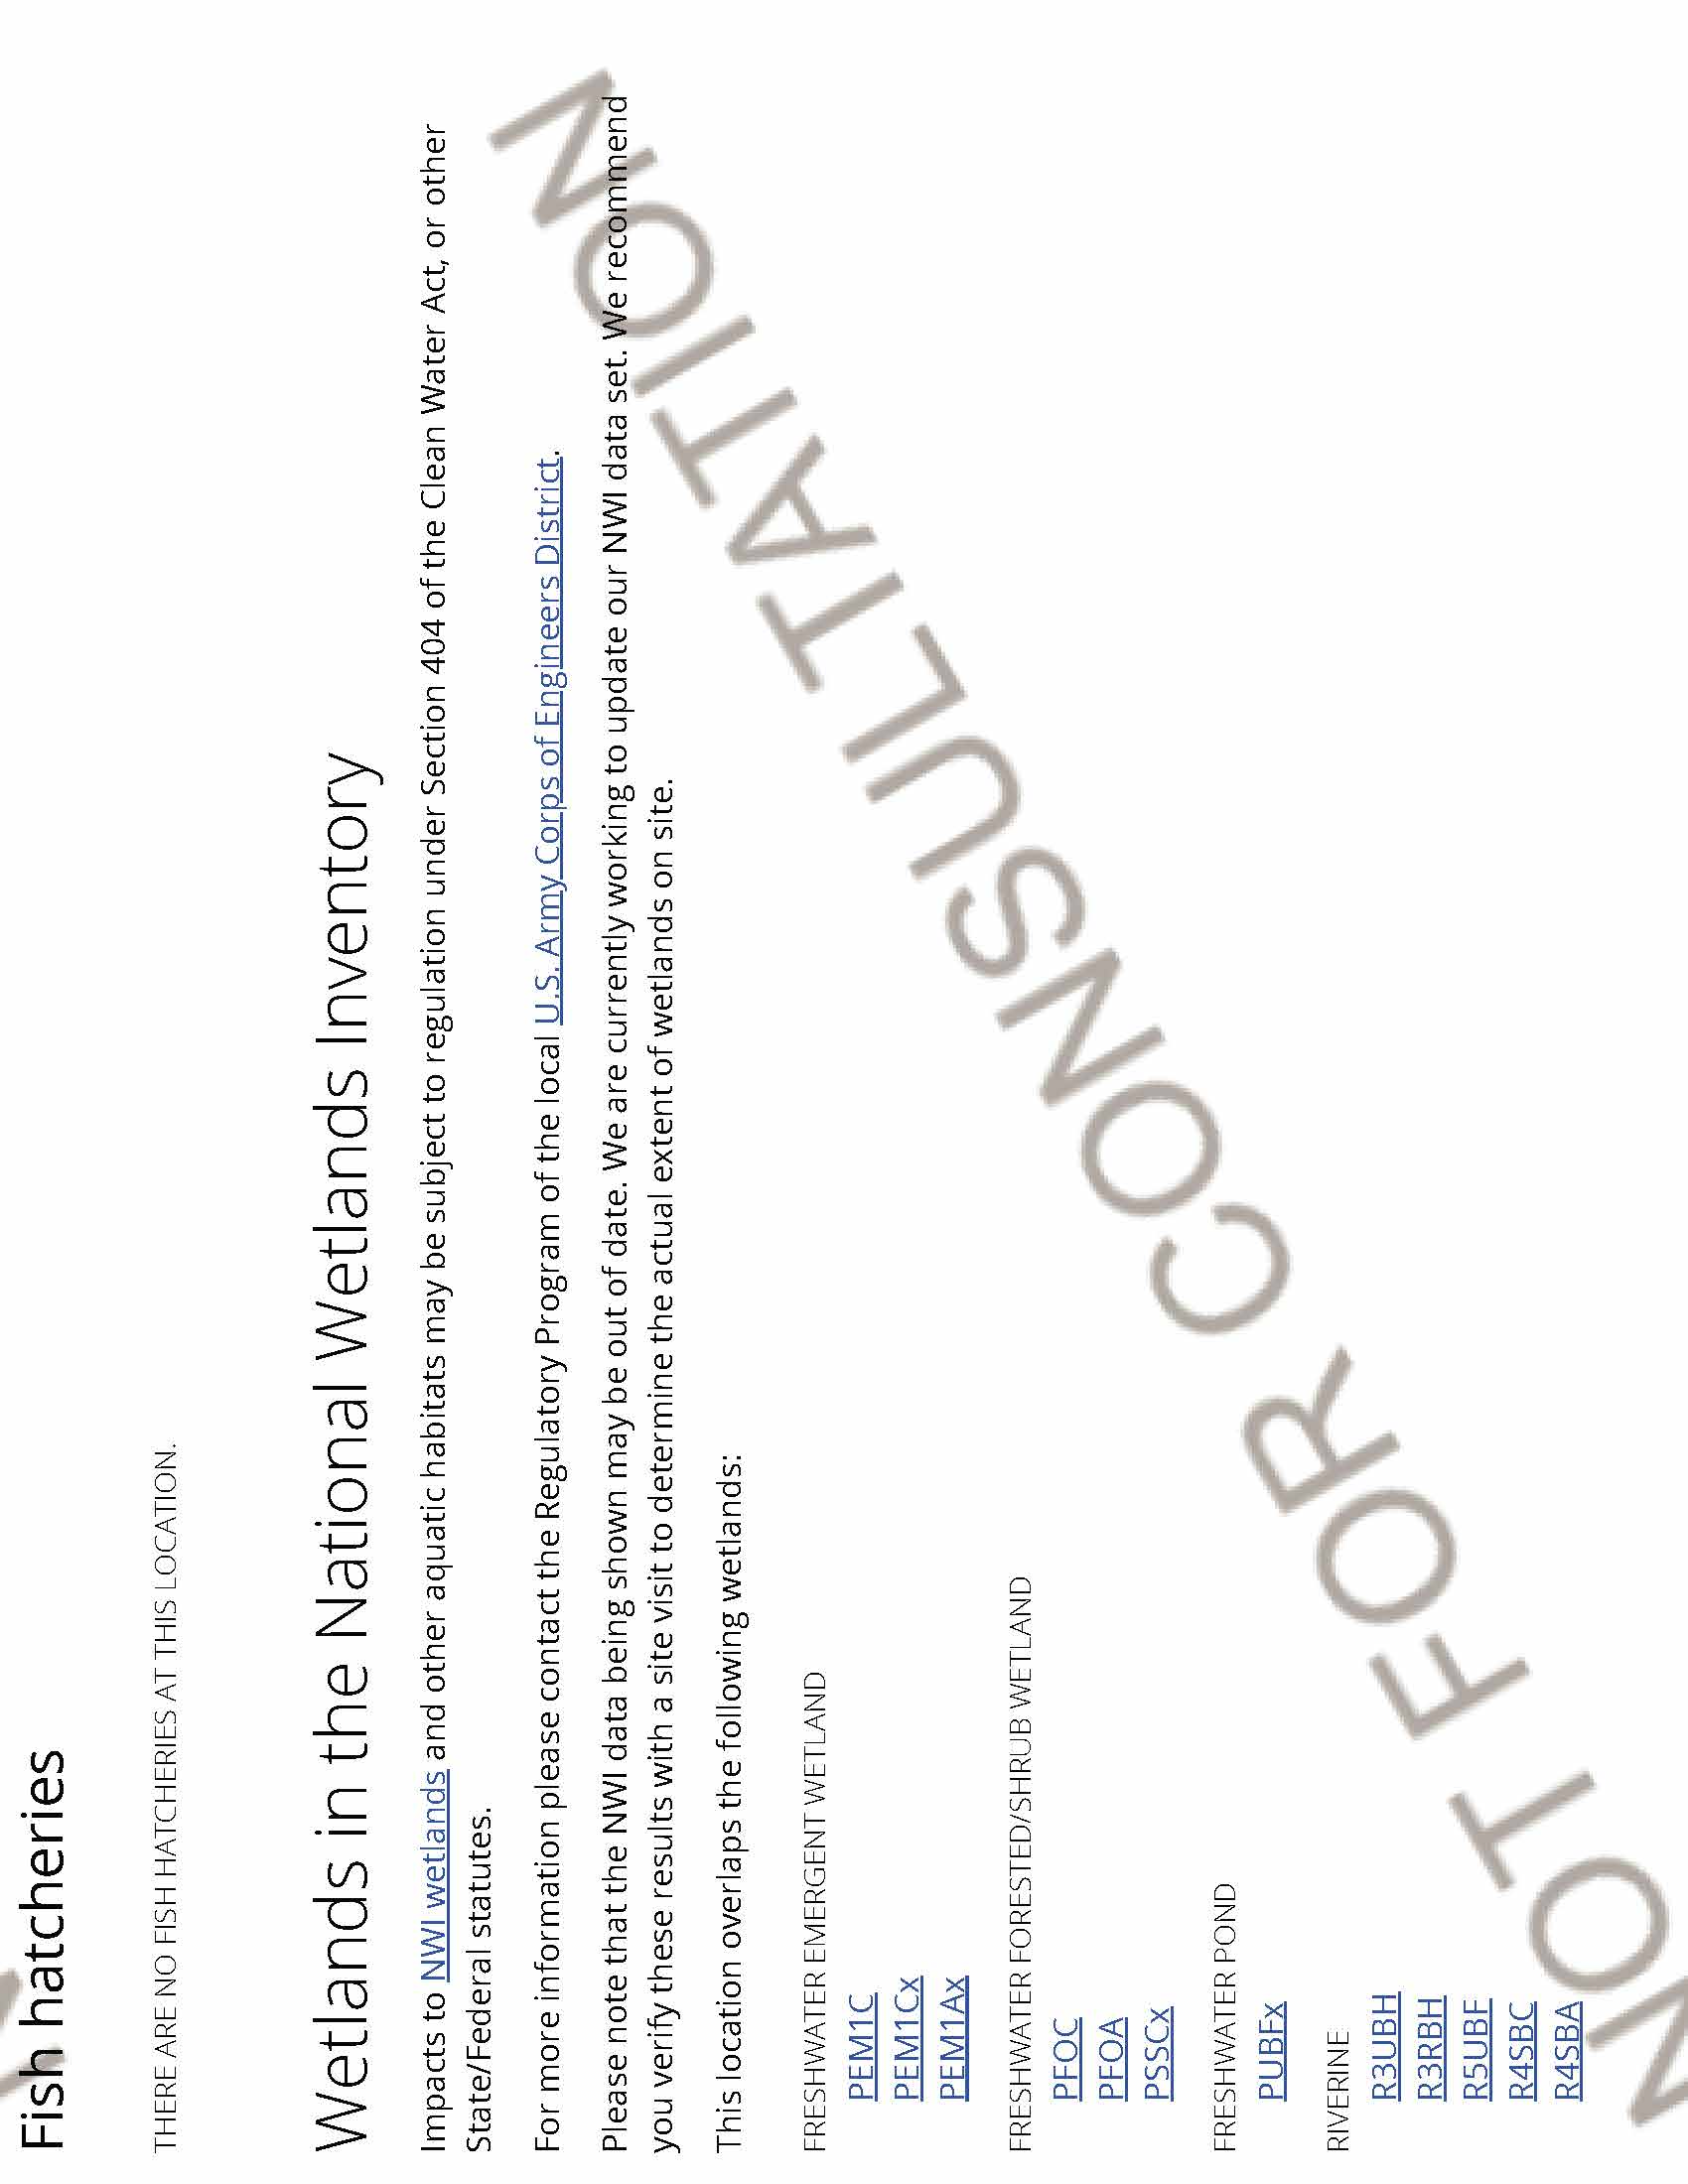 Fish hatcheries
THERE ARE NO FISH HATCHERIES AT THIS LOCATION.
Wetlands in the National Wetlands Inventory
Impacts to NWI wetlands and other aquatic habitats may be subject to regulation under Section 404 of the Clean Water Act, or other
State/Federal statutes.
For more information please contact the Regulatory Program of the local U.S. Army Corps of Engineers District.
Please note that the NWI data being shown may be out of date. We are currently working to update our NWI data set. We recommend
you verify these results with a site visit to determine the actual extent of wetlands on site.
This location overlaps the following wetlands:
FRESHWATER EMERGENT WETLAND
PEM1C
PEM1Cx
PEM1Ax
FRESHWATER FORESTED/SHRUB WETLAND
PFOC
PFOA
PSSCx
FRESHWATER POND
PUBFx
RIVERINE
R3UBH
R3RBH
R5UBF
R4SBC
R4SBA
NOT FOR CONSULTATION